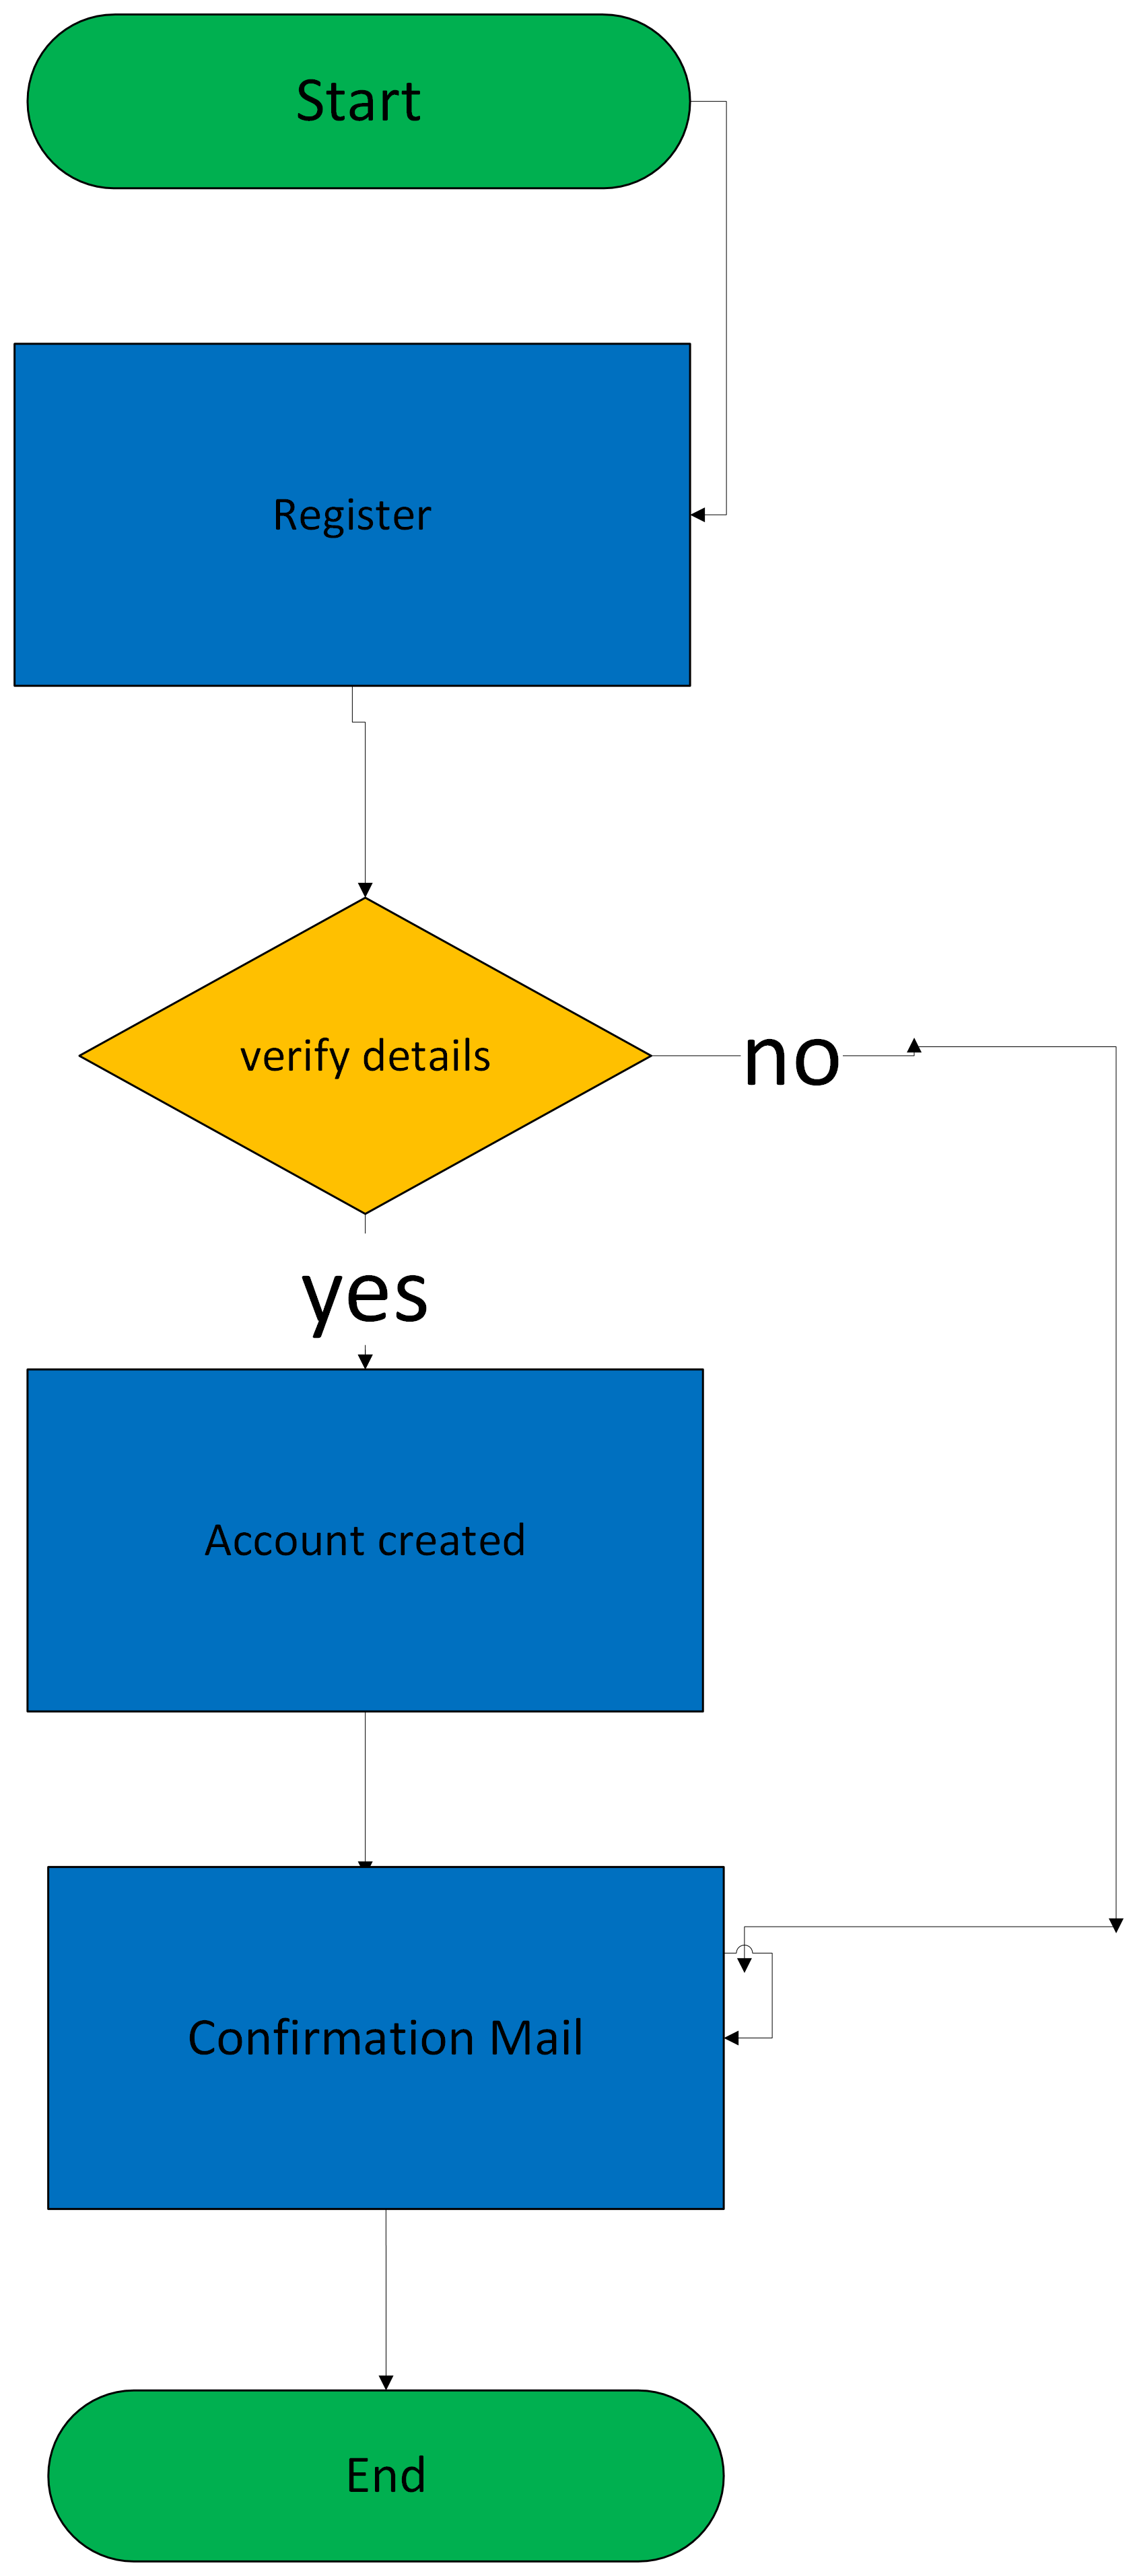 Start
Register
verify details
no
yes
Account created
Confirmation Mail
End